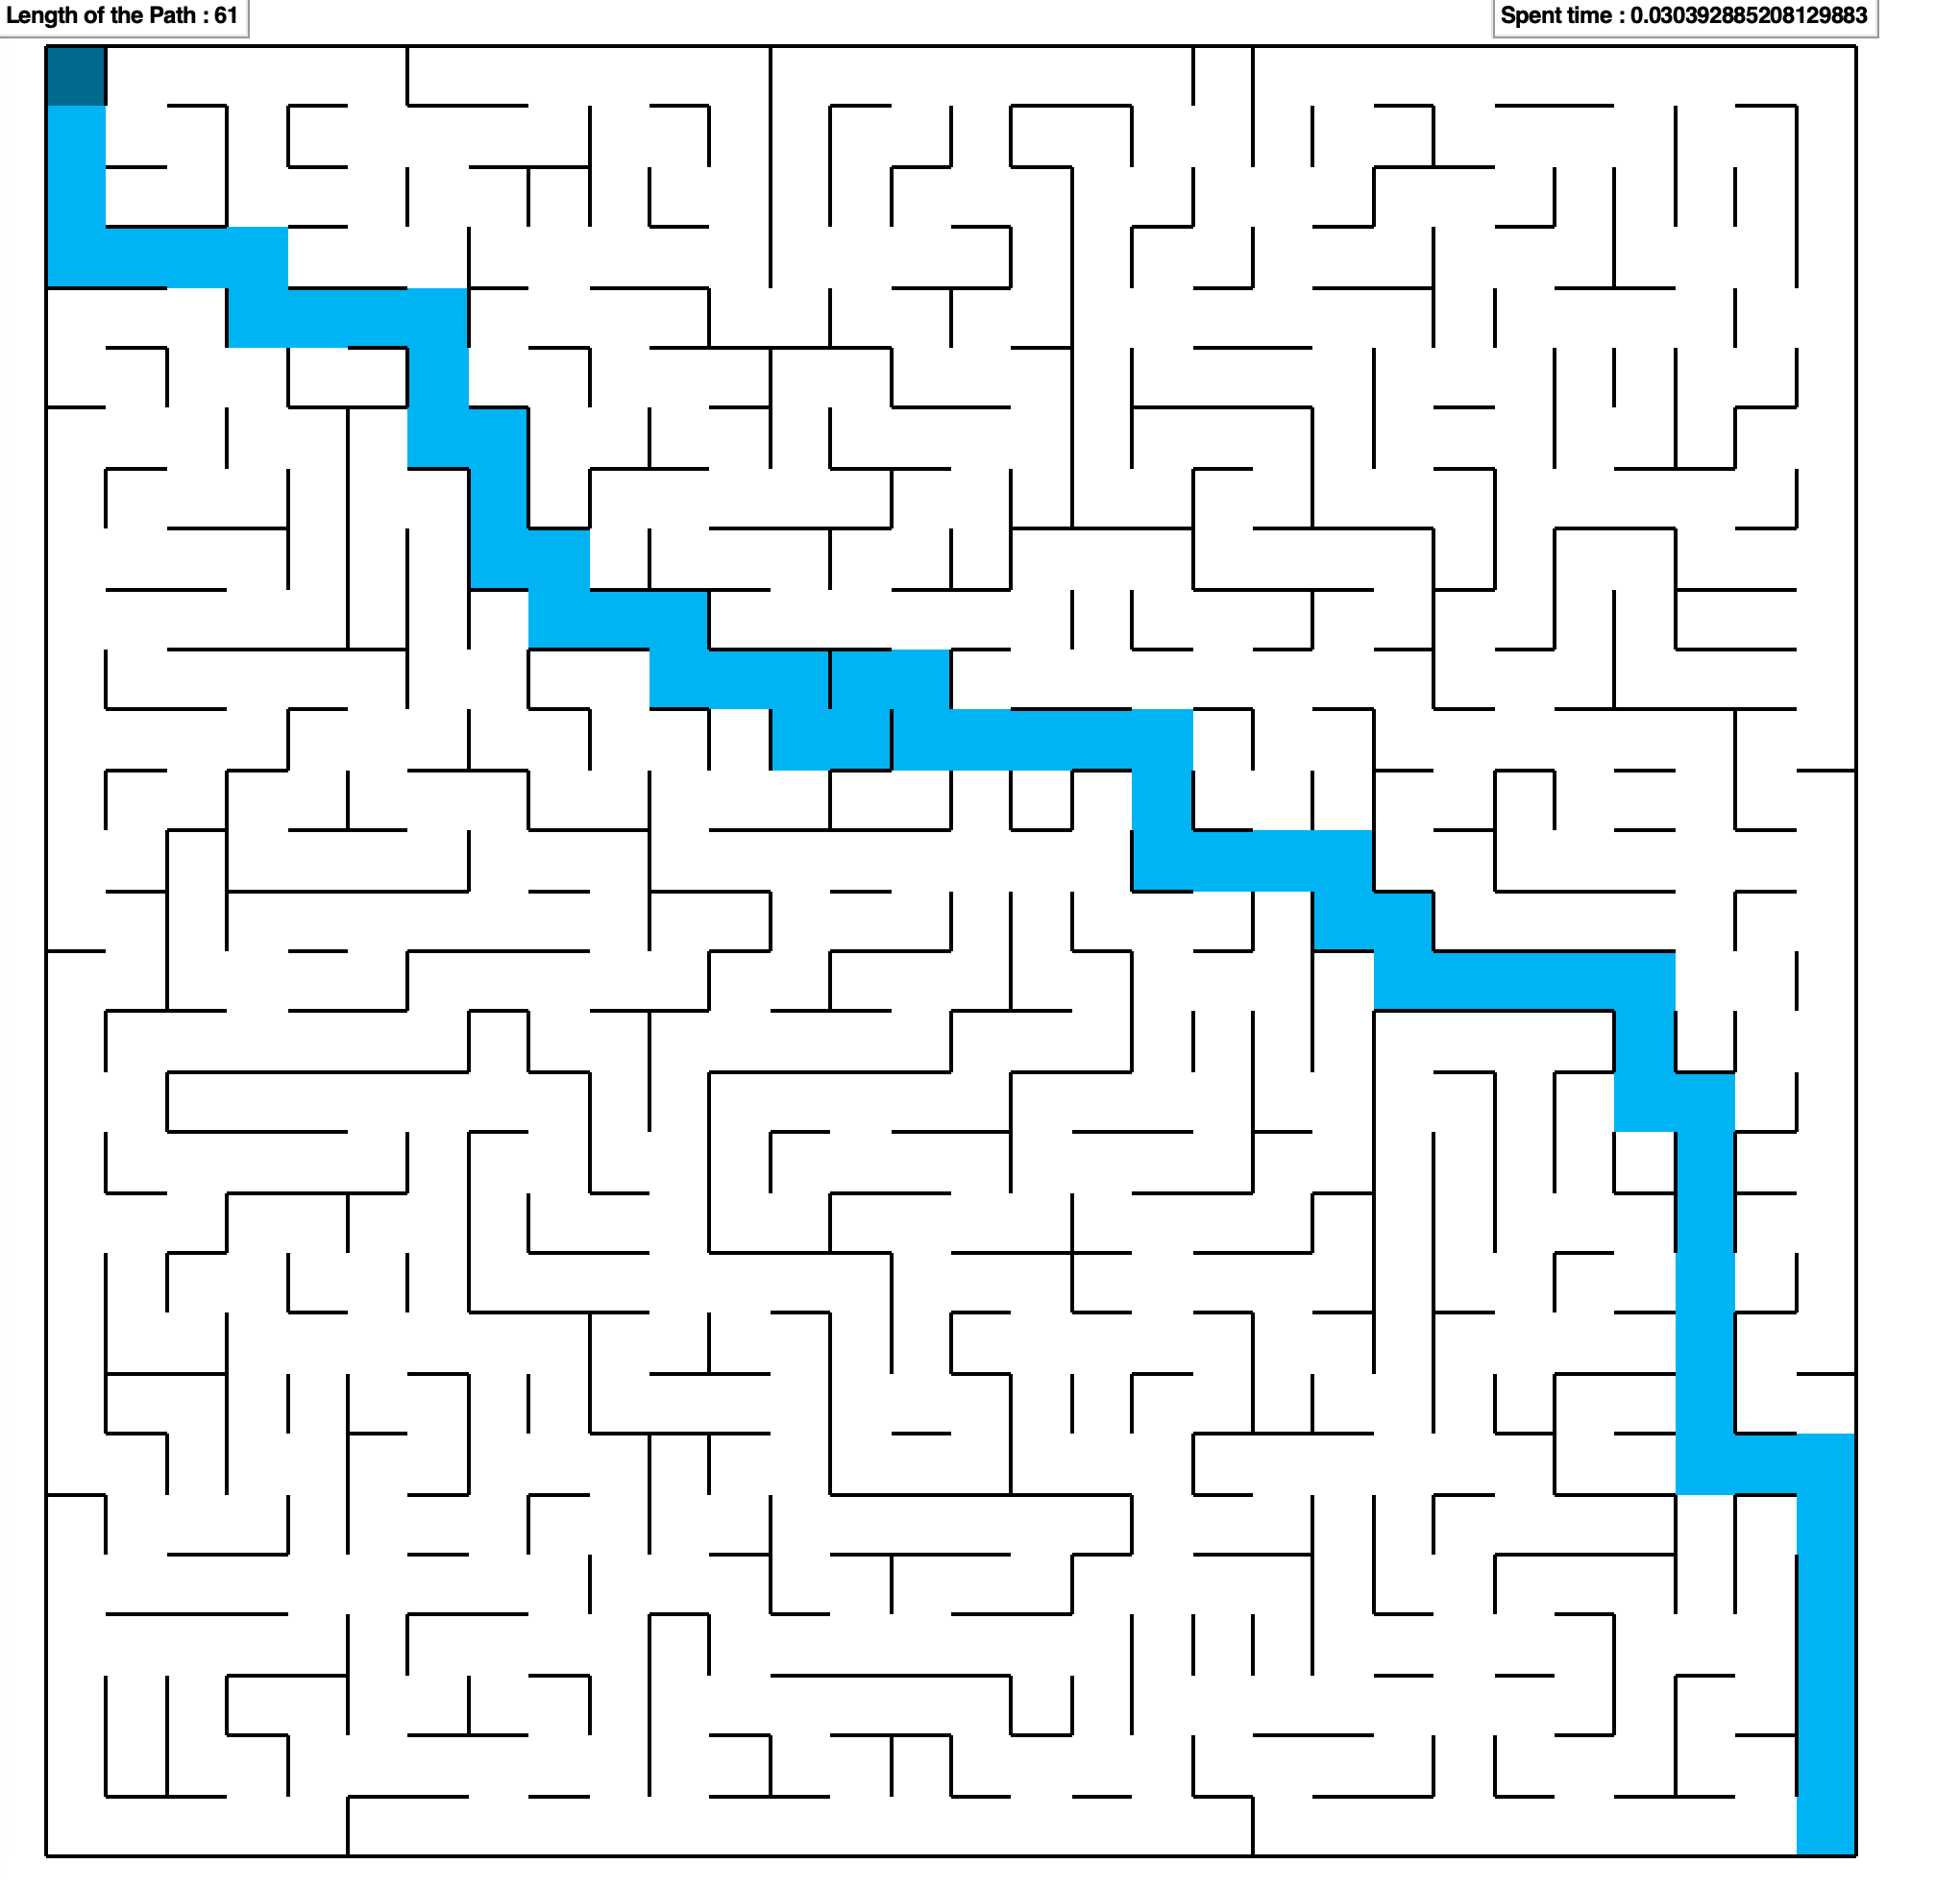 Length of the Path : 61
Spent time : 0.030392885208129883